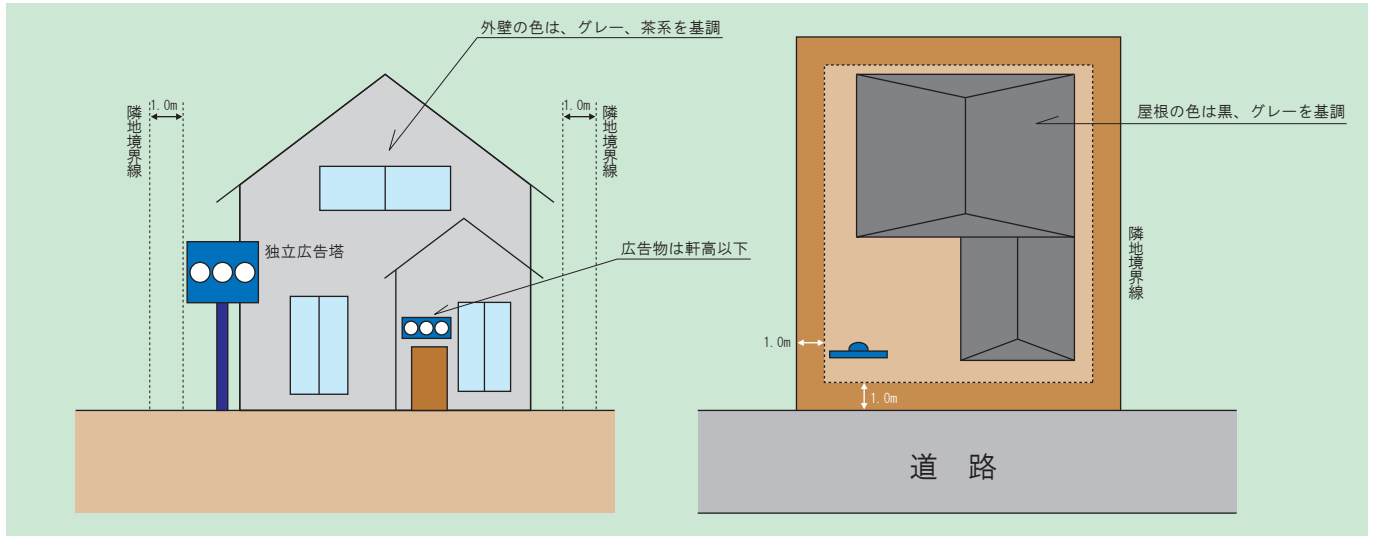 外壁の色は、グレー、茶系を基調
1.0m
隣地境界線
1.0m
隣地境界線
独立広告塔
広告物は軒高以下
屋根の色は黒、グレーを基調
隣地境界線
1.0m
1.0m
道 路